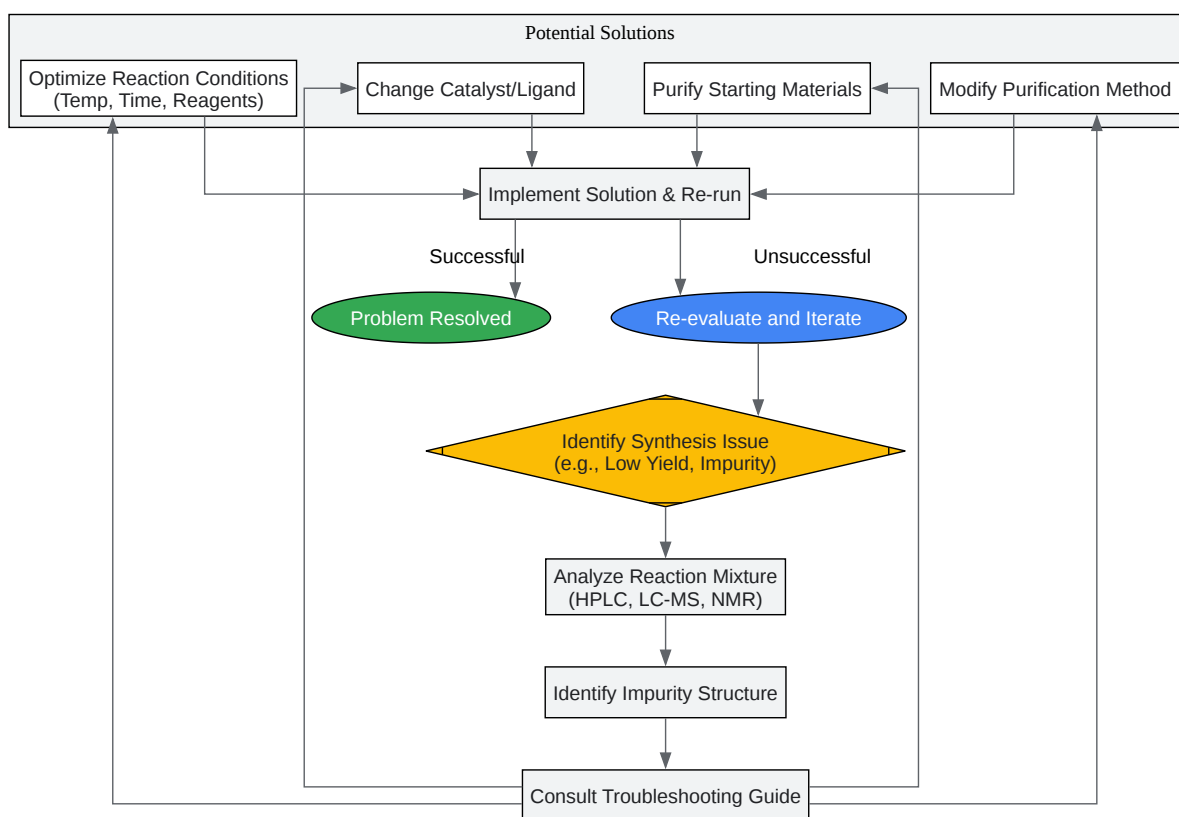 Potential Solutions
Optimize Reaction Conditions
(Temp, Time, Reagents)
Change Catalyst/Ligand
Purify Starting Materials
Modify Purification Method
Implement Solution & Re-run
Successful
Unsuccessful
Problem Resolved
Re-evaluate and Iterate
Identify Synthesis Issue
(e.g., Low Yield, Impurity)
Analyze Reaction Mixture
(HPLC, LC-MS, NMR)
Identify Impurity Structure
Consult Troubleshooting Guide